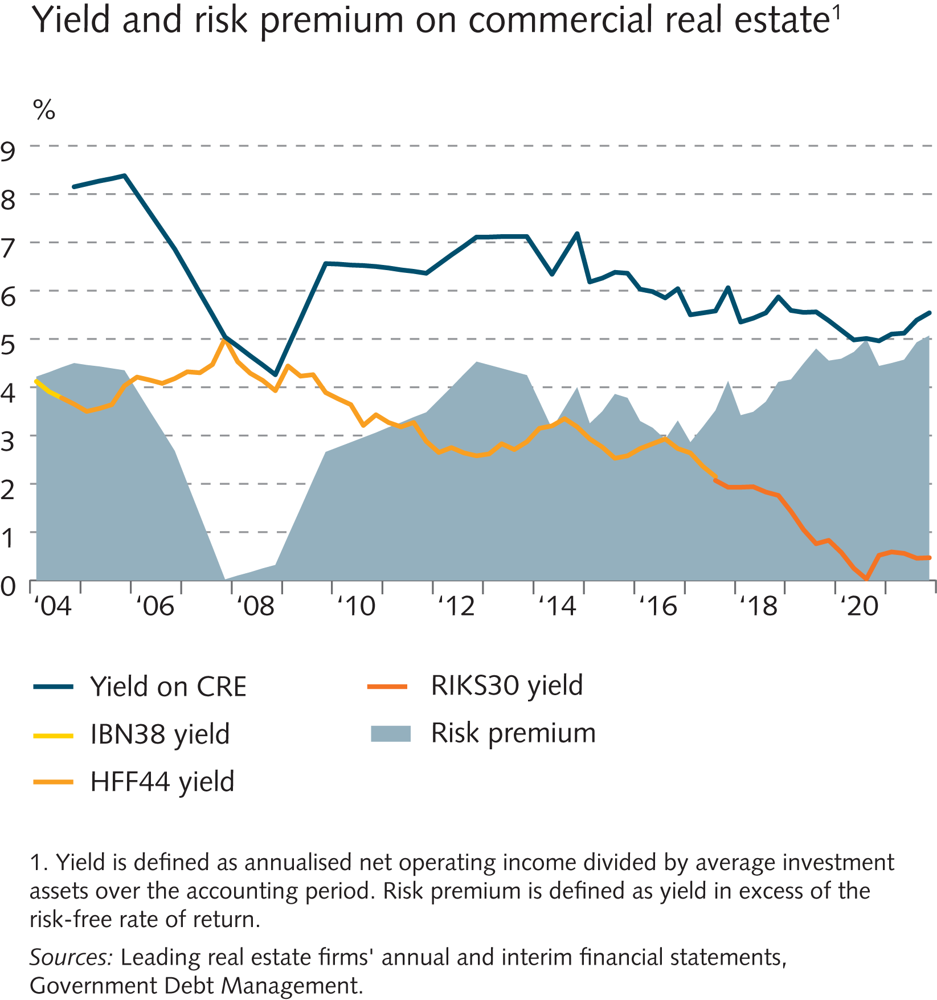 Yield and risk premium on commercial real estate¹
%
9
8
7
6
5
4
3
2
1
0
‘04 ‘06 ‘08 ‘10 ‘12 ‘14 ‘16 ‘18 ‘20
Yield on CRE
IBN38 yield
HFF44 yield
RIKS30 yield
Risk premium
1. Yield is defined as annualised net operating income divided by average investment
assets over the accounting period. Risk premium is defined as yield in excess of the
risk-free rate of return.
Sources: Leading real estate firms' annual and interim financial statements,
Government Debt Management.